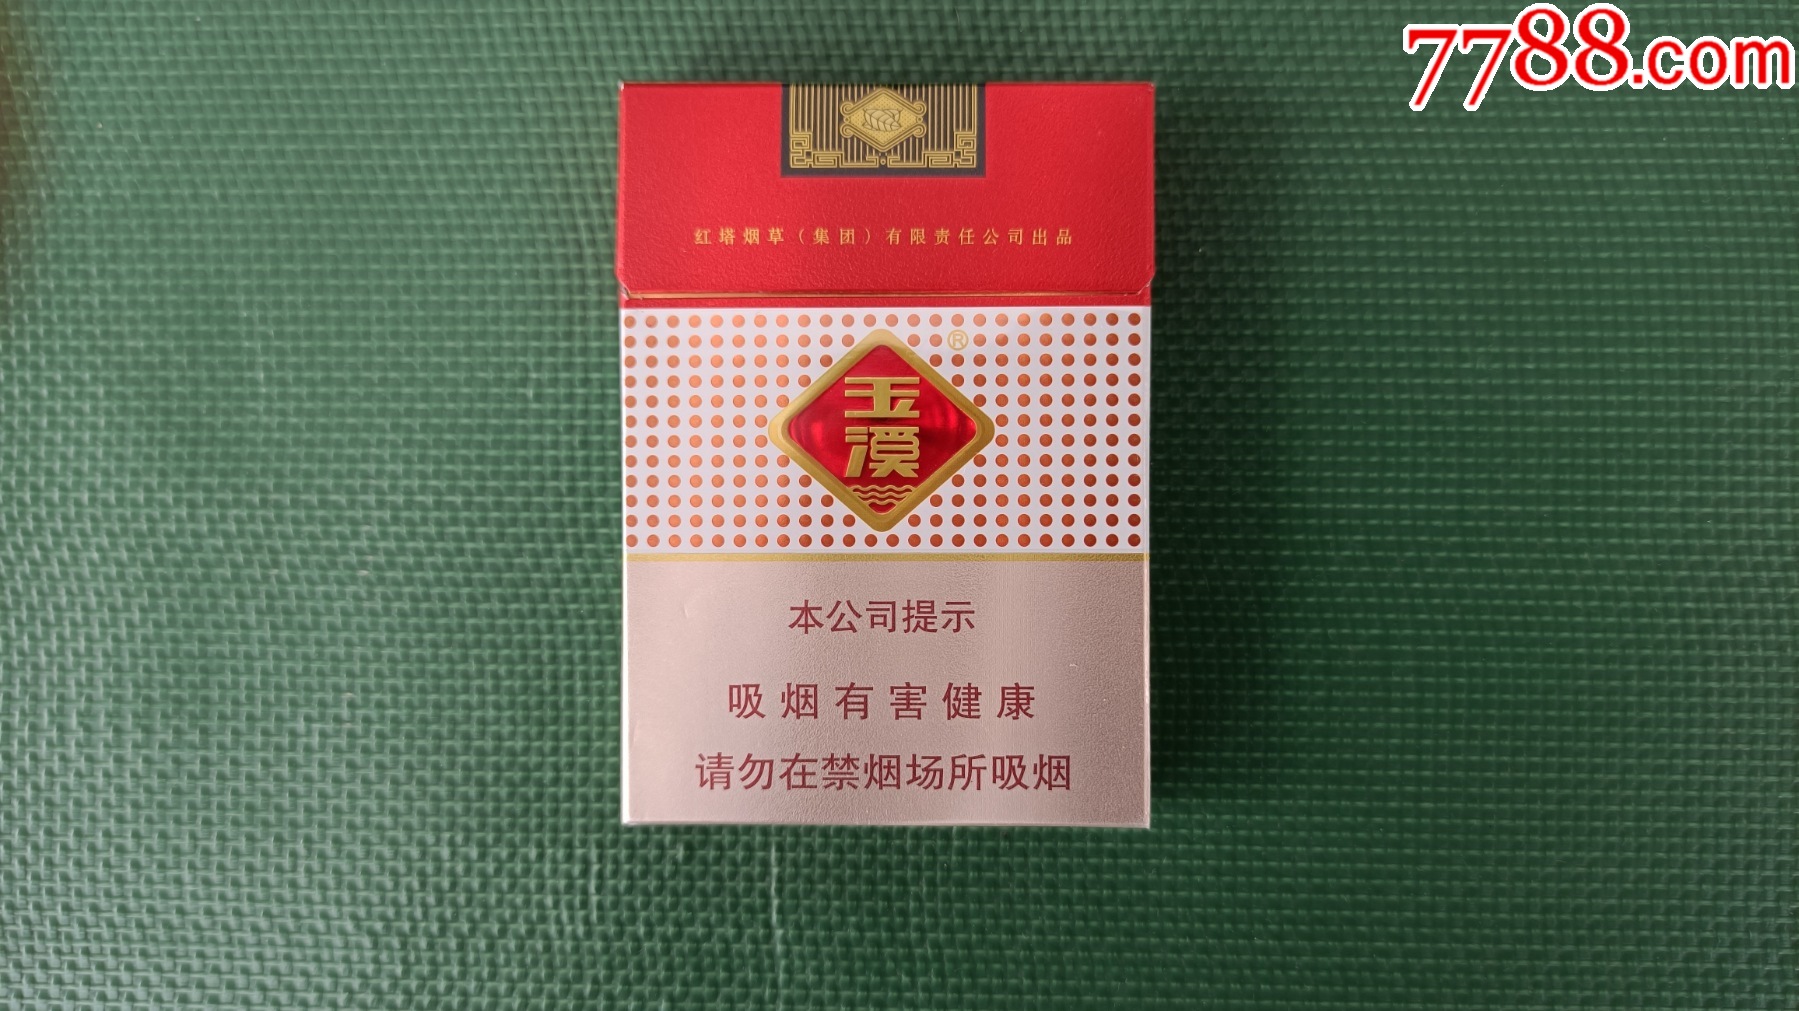 7788.com
红塔烟草（集团）有限责任公司出品
®
玉
溪
本公司提示
吸烟有害健康
请勿在禁烟场所吸烟